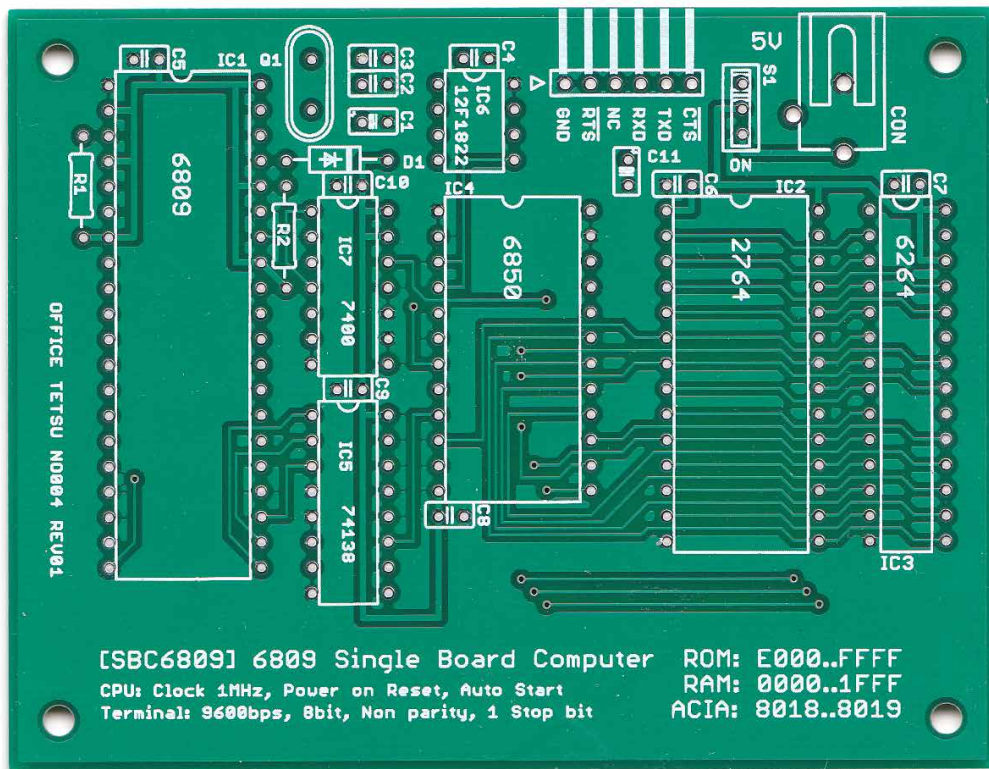 C5
IC1
Q1
C3
C2
C1
C4
IC6
12F1822
GND
RTS
NC
RXD
TXD
CTS
5V
S1
ON
CON
R1
6809
D1
C10
C11
R2
IC7
7400
IC4
6850
C6
IC2
2764
C7
6264
C9
IC5
74138
C8
IC3
OFFICE TETSU NO004 REV01
[SBC6809] 6809 Single Board Computer
CPU: Clock 1MHz, Power on Reset, Auto Start
Terminal: 9600bps, 8bit, Non parity, 1 Stop bit
ROM: E000..FFFF
RAM: 0000..1FFF
ACIA: 8018..8019